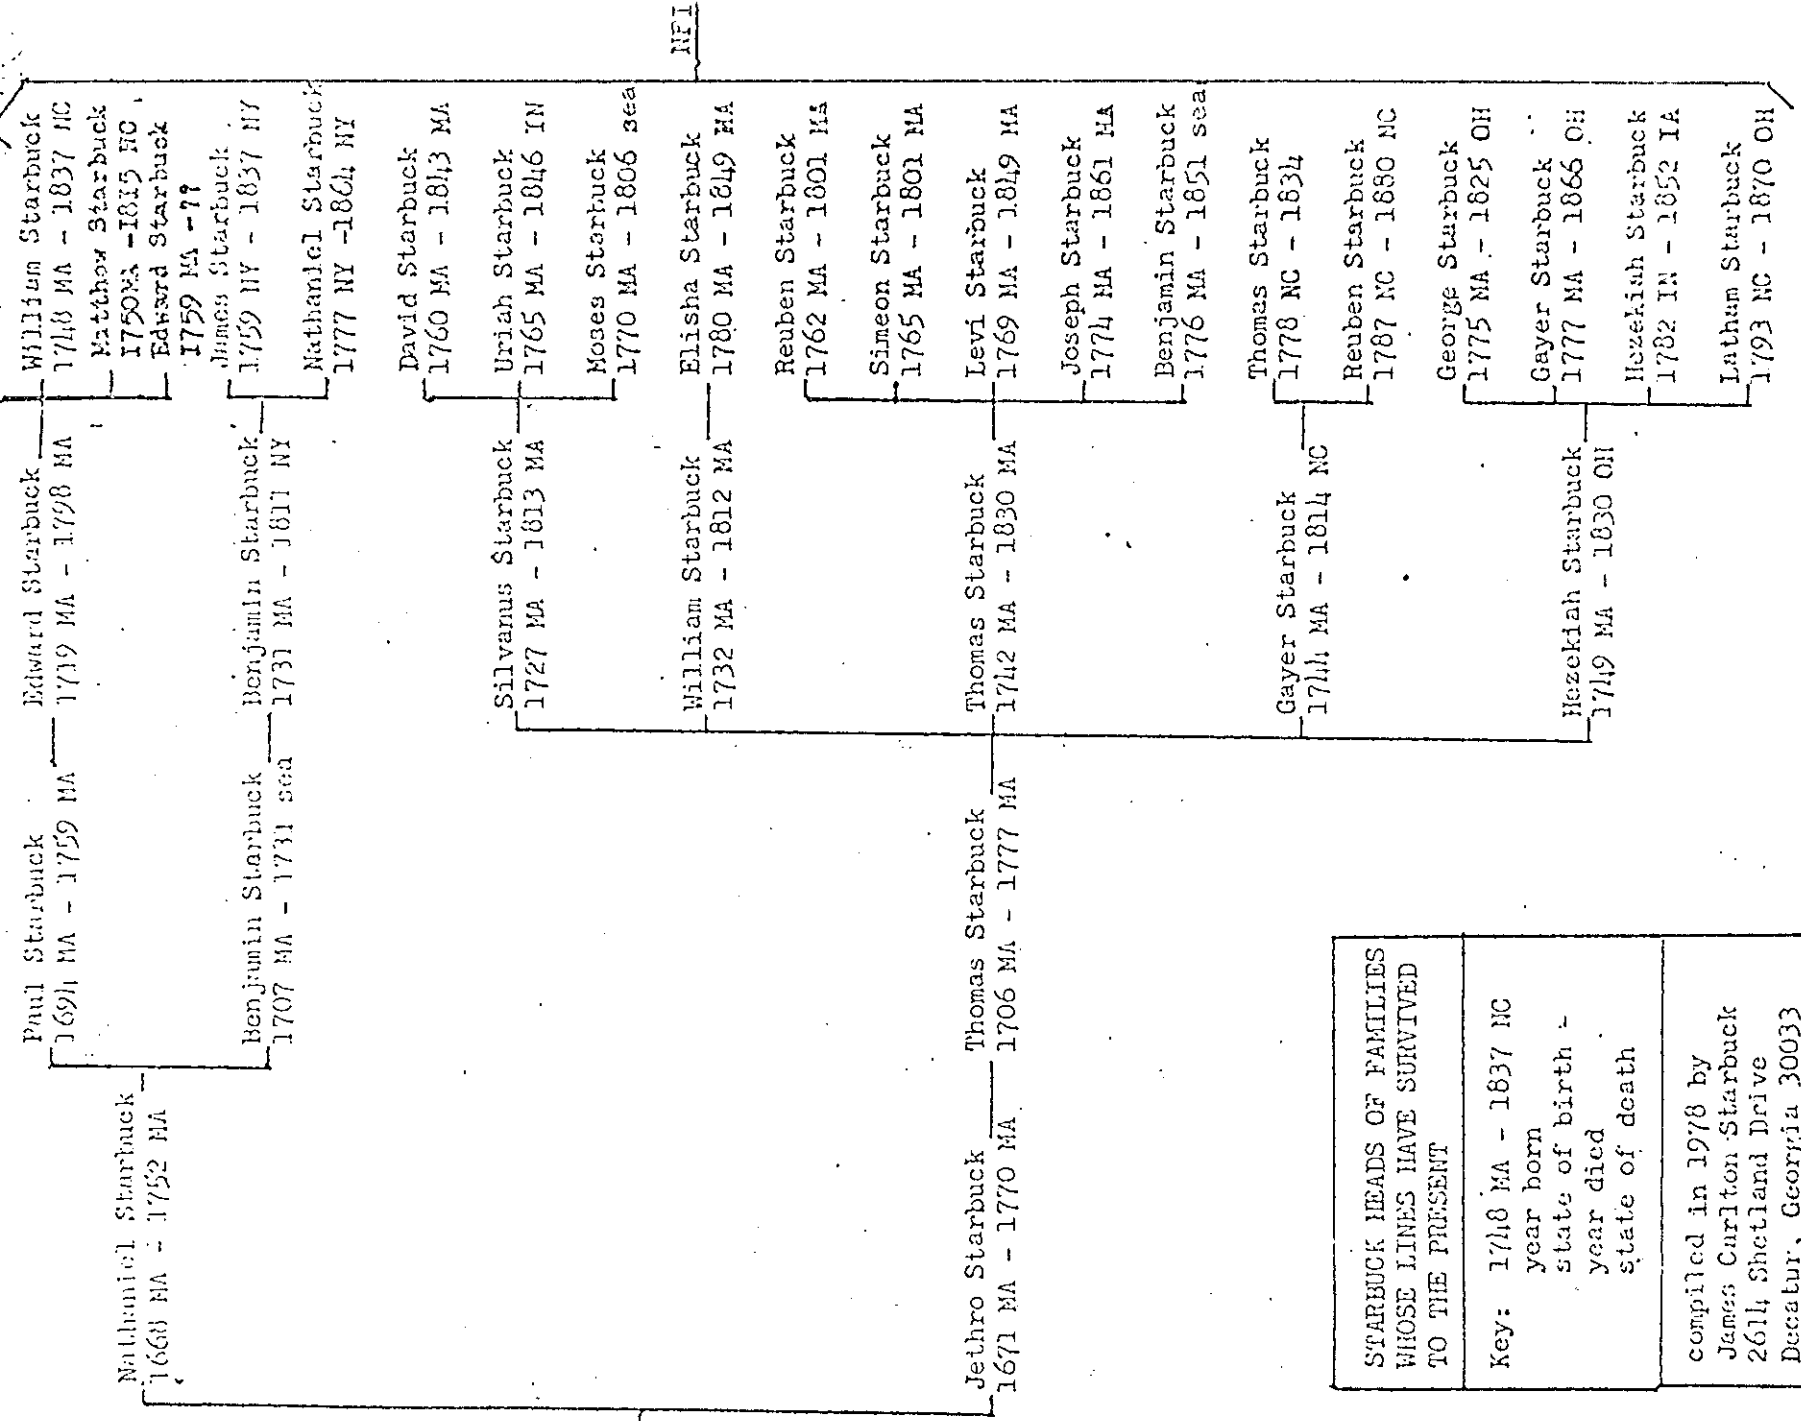 NFI
Nathaniel Starbuck
1668 MA - 1752 MA
Jethro Starbuck
1671 MA - 1770 MA
Paul Starbuck
1694 MA - 1759 MA
Benjamin Starbuck
1707 MA - 1731 sea
Thomas Starbuck
1706 MA - 1777 MA
Edward Starbuck
1719 MA - 1798 MA
Benjamin Starbuck
1731 MA - 1811 NY
Silvanus Starbuck
1727 MA - 1813 MA
William Starbuck
1732 MA - 1812 MA
Thomas Starbuck
1742 MA - 1830 MA
Gayer Starbuck
1744 MA - 1814 NC
Hezekiah Starbuck
1749 MA - 1830 OH
William Starbuck
1748 MA - 1837 NC
Matthew Starbuck
1750MA -1815 NC
Edward Starbuck
1759 MA -??
James Starbuck
1759 NY - 1837 NY
Nathaniel Starbuck
1777 NY -1864 NY
David Starbuck
1760 MA - 1843 MA
Uriah Starbuck
1765 MA - 1846 IN
Moses Starbuck
1770 MA - 1806 sea
Elisha Starbuck
1780 MA - 1849 MA
Reuben Starbuck
1762 MA - 1801 MA
Simeon Starbuck
1765 MA - 1801 MA
Levi Starbuck
1769 MA - 1849 MA
Joseph Starbuck
1774 MA - 1861 MA
Benjamin Starbuck
1776 MA - 1851 sea
Thomas Starbuck
1778 NC - 1834
Reuben Starbuck
1787 NC - 1880 NC
George Starbuck
1775 MA - 1825 OH
Gayer Starbuck
1777 MA - 1866 OH
Hezekiah Starbuck
1782 IN - 1852 IA
Latham Starbuck
1793 NC - 1870 OH
STARBUCK HEADS OF FAMILIES
WHOSE LINES HAVE SURVIVED
TO THE PRESENT
Key: 1748 MA - 1837 NC
year born
state of birth -
year died
state of death
compiled in 1978 by
James Carlton Starbuck
2614 Shetland Drive
Decatur, Georgia 30033